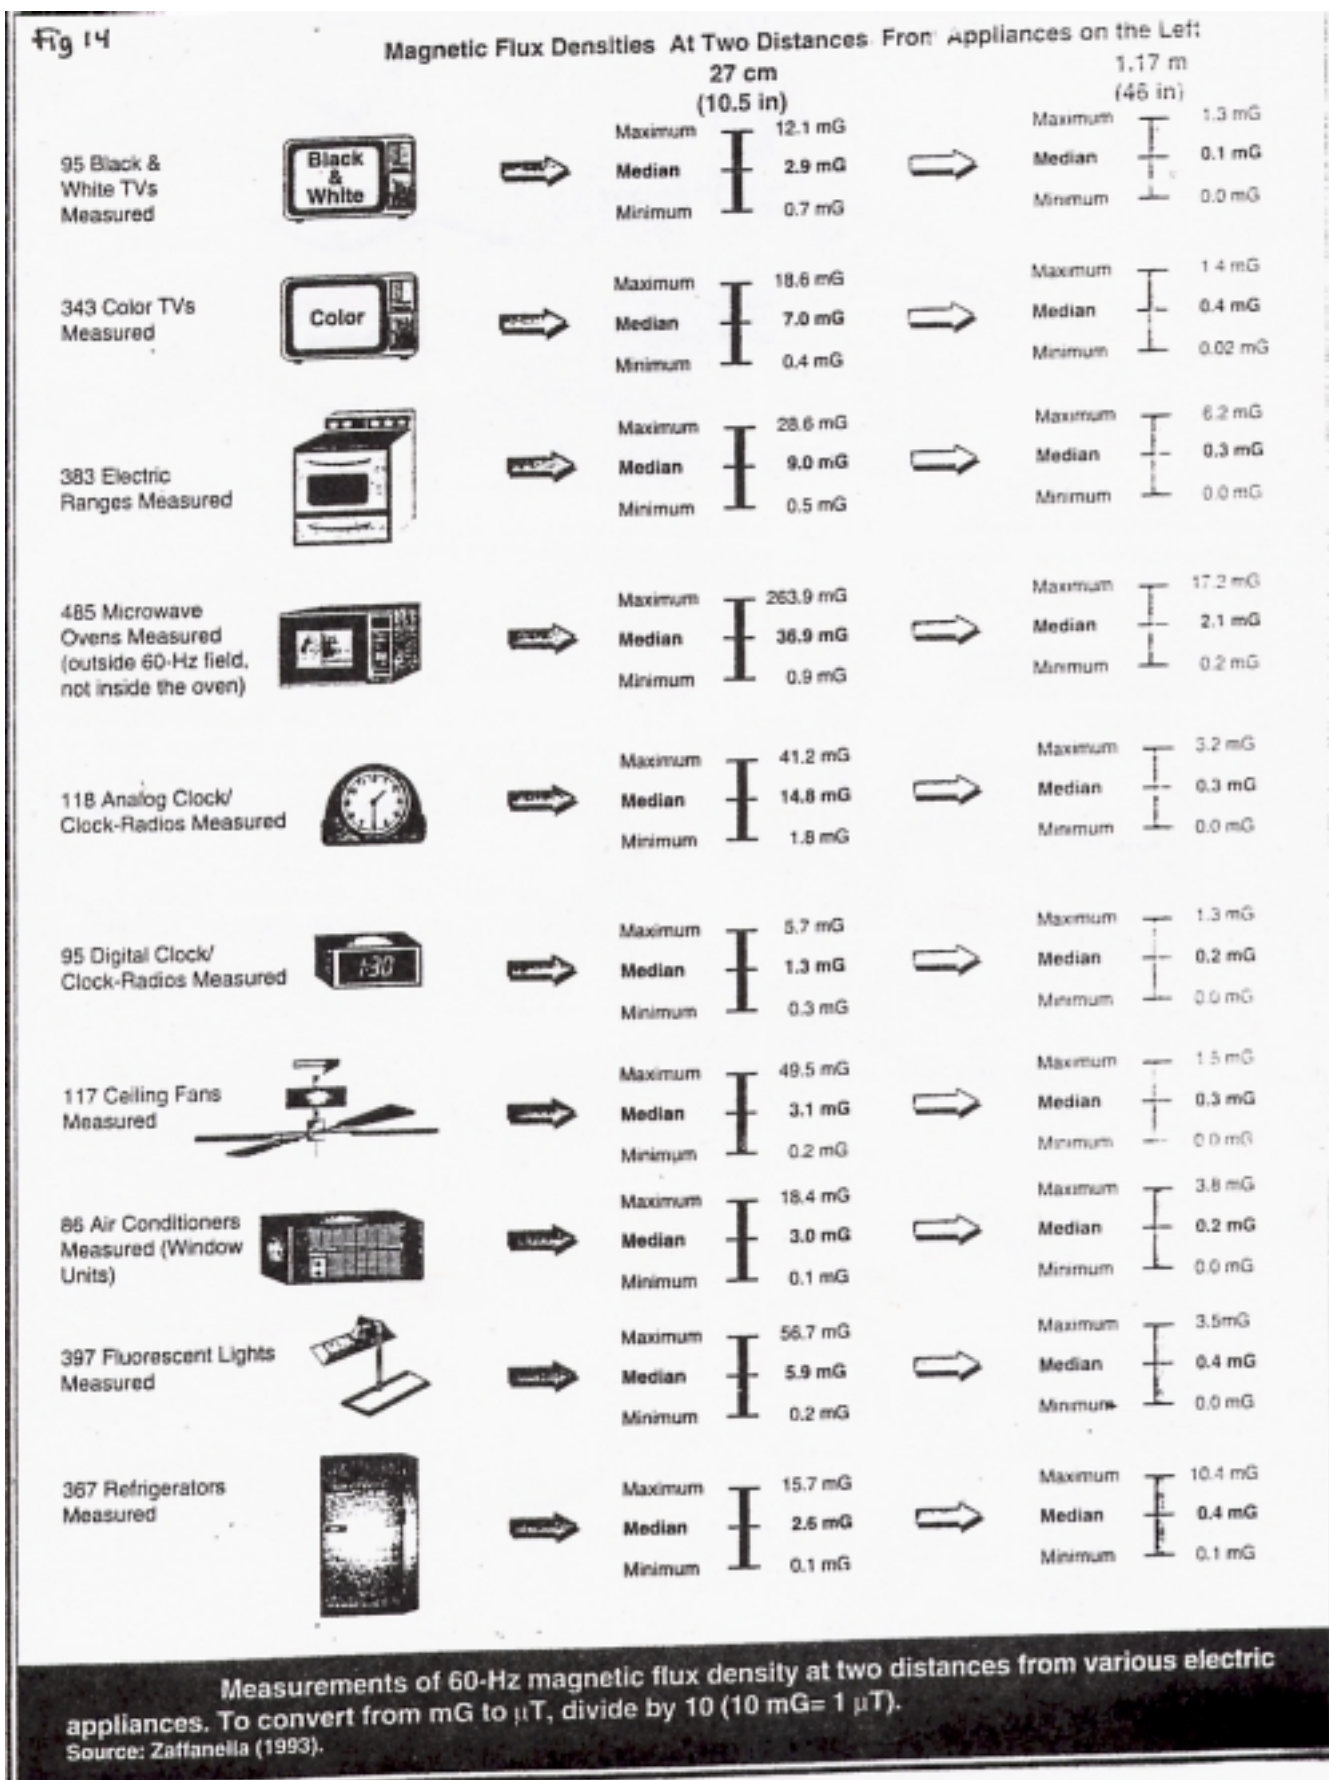 Fig 14
Magnetic Flux Densities At Two Distances From Appliances on the Left
27 cm
(10.5 in)
1.17 m
(46 in)
95 Black &
White TVs
Measured
Black
&
White
Maximum 12.1 mG
Median 2.9 mG
Minimum 0.7 mG
Maximum 1.3 mG
Median 0.1 mG
Minimum 0.0 mG
343 Color TVs
Measured
Color
Maximum 18.6 mG
Median 7.0 mG
Minimum 0.4 mG
Maximum 1.4 mG
Median 0.4 mG
Minimum 0.02 mG
383 Electric
Ranges Measured
Maximum 28.6 mG
Median 9.0 mG
Minimum 0.5 mG
Maximum 6.2 mG
Median 0.3 mG
Minimum 0.0 mG
485 Microwave
Ovens Measured
(outside 60-Hz field,
not inside the oven)
Maximum 263.9 mG
Median 36.9 mG
Minimum 0.9 mG
Maximum 17.2 mG
Median 2.1 mG
Minimum 0.2 mG
118 Analog Clock/
Clock-Radios Measured
Maximum 41.2 mG
Median 14.8 mG
Minimum 1.8 mG
Maximum 3.2 mG
Median 0.3 mG
Minimum 0.0 mG
95 Digital Clock/
Clock-Radios Measured
1:30
Maximum 5.7 mG
Median 1.3 mG
Minimum 0.3 mG
Maximum 1.3 mG
Median 0.2 mG
Minimum 0.0 mG
117 Ceiling Fans
Measured
Maximum 49.5 mG
Median 3.1 mG
Minimum 0.2 mG
Maximum 1.5 mG
Median 0.3 mG
Minimum 0.0 mG
86 Air Conditioners
Measured (Window
Units)
Maximum 18.4 mG
Median 3.0 mG
Minimum 0.1 mG
Maximum 3.8 mG
Median 0.2 mG
Minimum 0.0 mG
397 Fluorescent Lights
Measured
Maximum 56.7 mG
Median 5.9 mG
Minimum 0.2 mG
Maximum 3.5mG
Median 0.4 mG
Minimum 0.0 mG
367 Refrigerators
Measured
Maximum 15.7 mG
Median 2.6 mG
Minimum 0.1 mG
Maximum 10.4 mG
Median 0.4 mG
Minimum 0.1 mG
Measurements of 60-Hz magnetic flux density at two distances from various electric
appliances. To convert from mG to µT, divide by 10 (10 mG= 1 µT).
Source: Zaffanella (1993).